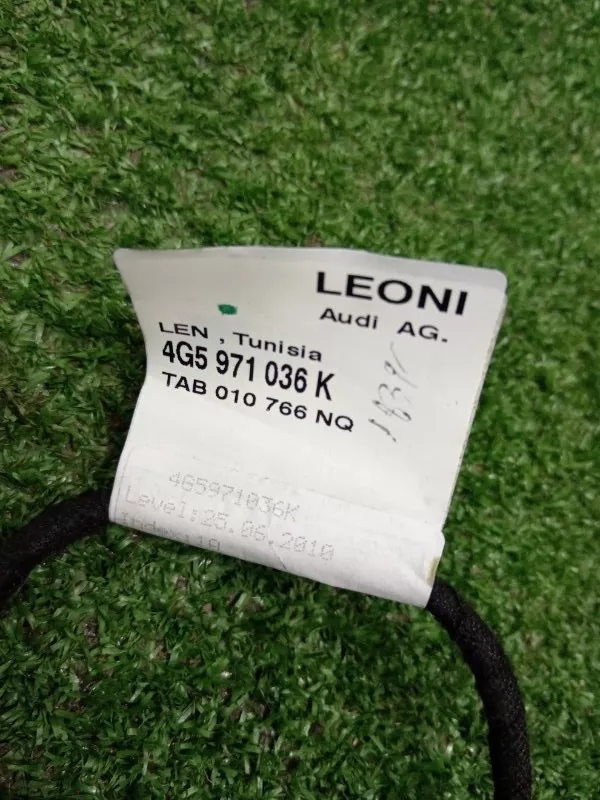 LEONI
Audi AG.
LEN , Tunisia
4G5 971 036 K
TAB 010 766 NQ
4G5971036K
Level:25.06.2010